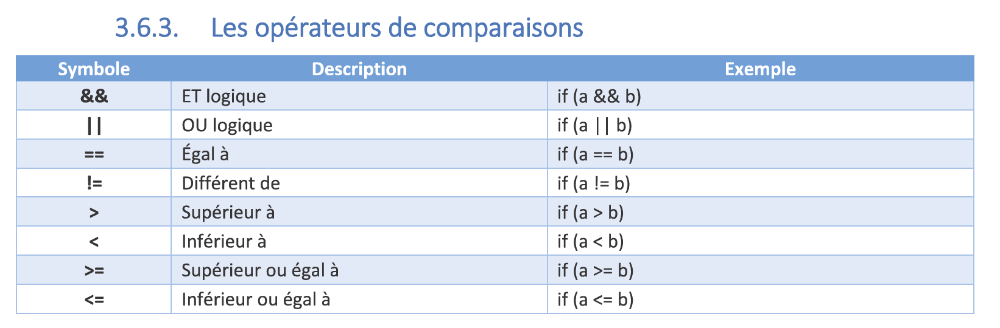 3.6.3. Les opérateurs de comparaisons
Symbole Description Exemple
&& ET logique if (a && b)
|| OU logique if (a || b)
== Égal à if (a == b)
!= Différent de if (a != b)
> Supérieur à if (a > b)
< Inférieur à if (a < b)
>= Supérieur ou égal à if (a >= b)
<= Inférieur ou égal à if (a <= b)